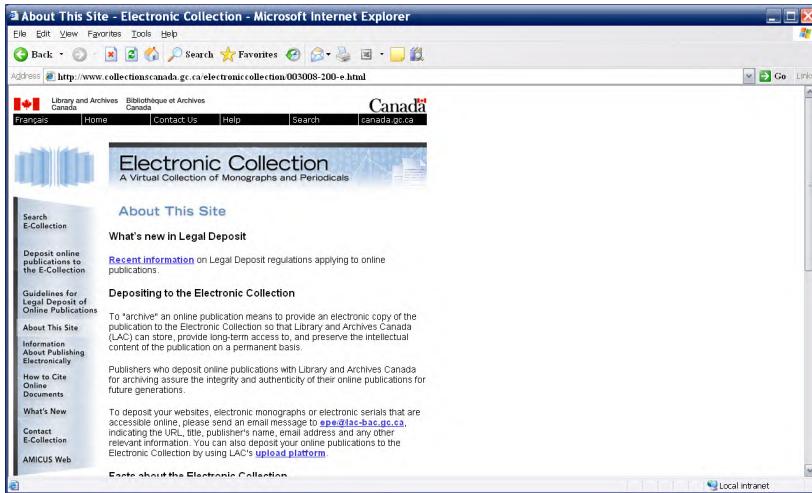 About This Site - Electronic Collection - Microsoft Internet Explorer
File Edit View Favorites Tools Help
Back Search Favorites
Address http://www.collectionscanada.gc.ca/electroniccollection/003008-200-e.html Go Links
Library and Archives Bibliothèque et Archives
Canada Canada Canada
Français Home Contact Us Help Search canada.gc.ca
Electronic Collection
A Virtual Collection of Monographs and Periodicals
Search
E-Collection
Deposit online
publications to
the E-Collection
Guidelines for
Legal Deposit of
Online Publications
About This Site
Information
About Publishing
Electronically
How to Cite
Online
Documents
What's New
Contact
E-Collection
AMICUS Web
About This Site
What's new in Legal Deposit
Recent information on Legal Deposit regulations applying to online
publications.
Depositing to the Electronic Collection
To "archive" an online publication means to provide an electronic copy of the
publication to the Electronic Collection so that Library and Archives Canada
(LAC) can store, provide long-term access to, and preserve the intellectual
content of the publication on a permanent basis.
Publishers who deposit online publications with Library and Archives Canada
for archiving assure the integrity and authenticity of their online publications for
future generations.
To deposit your websites, electronic monographs or electronic serials that are
accessible online, please send an email message to epe@lac-bac.gc.ca,
indicating the URL, title, publisher's name, email address and any other
relevant information. You can also deposit your online publications to the
Electronic Collection by using LAC's upload platform.
Facts about the Electronic Collection
Local intranet